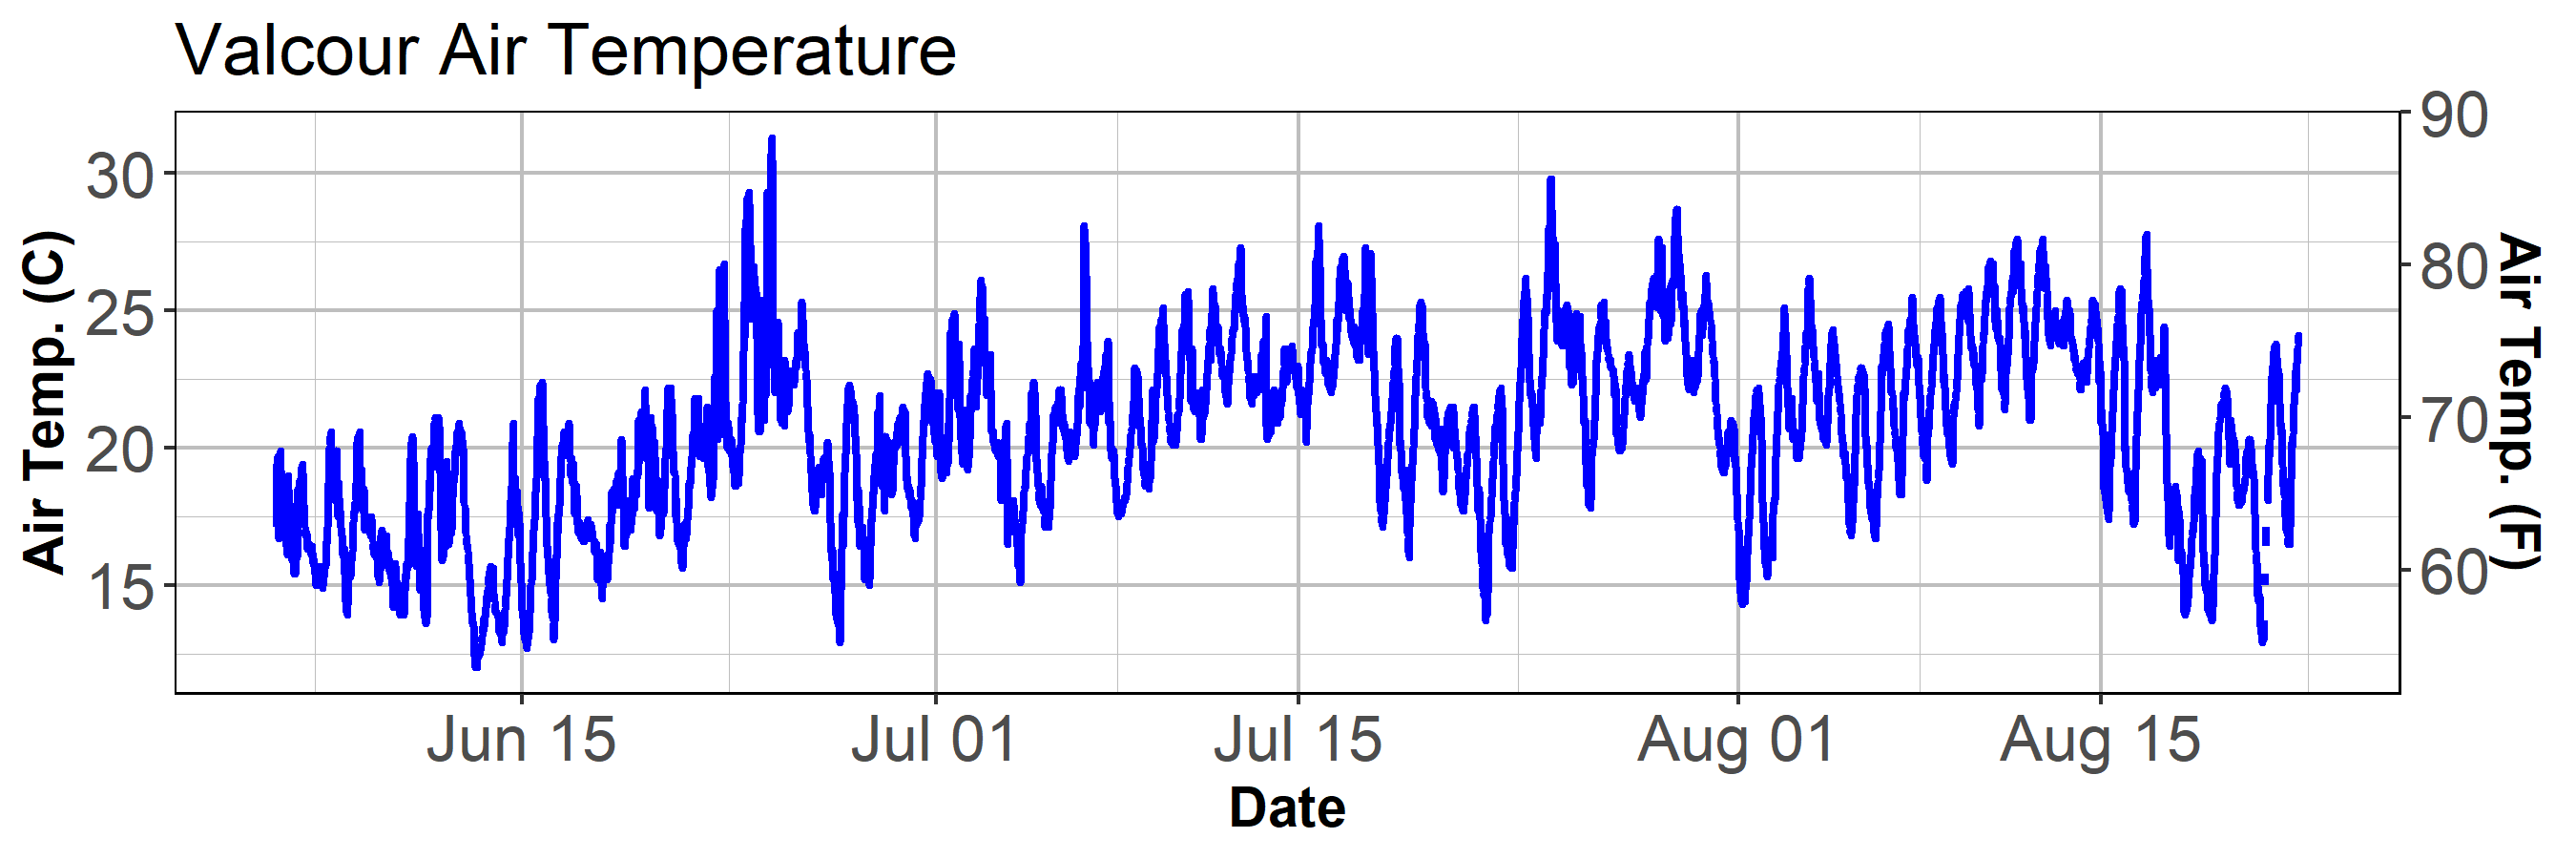 Valcour Air Temperature
Air Temp. (C)
30
25
20
15
90
80
70
60
Air Temp. (F)
Jun 15
Jul 01
Jul 15
Aug 01
Aug 15
Date